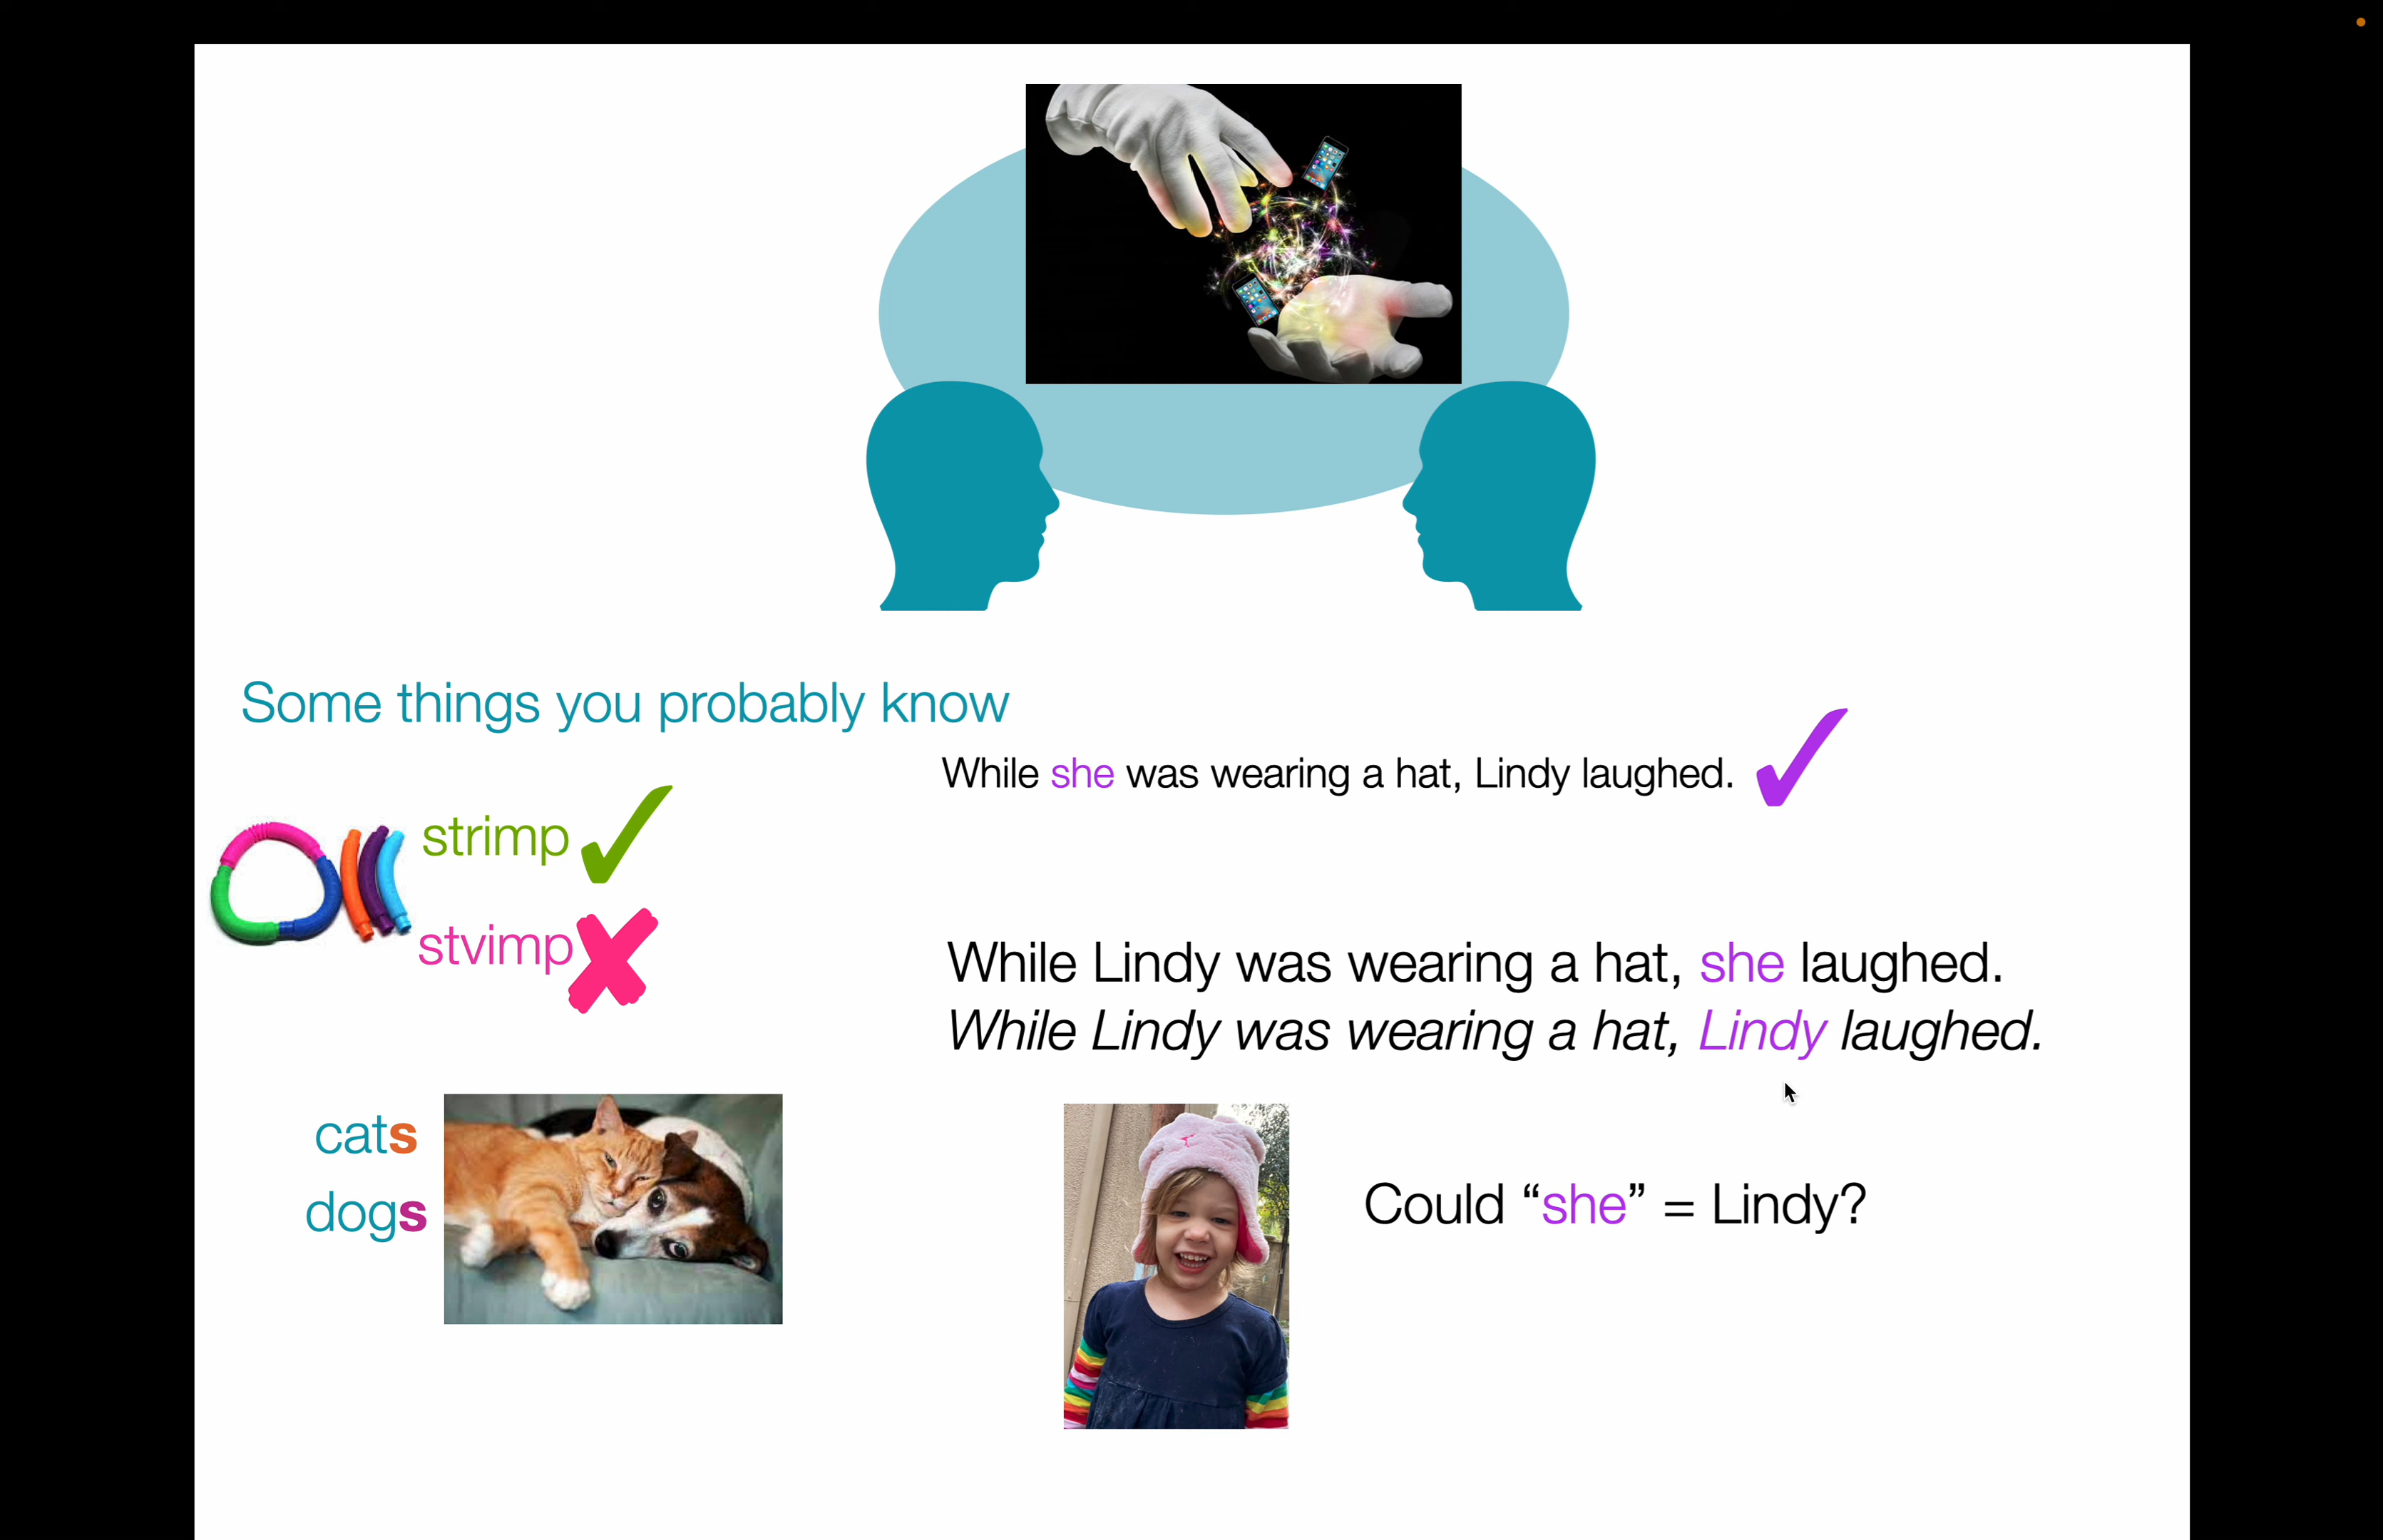 Some things you probably know
strimp
stvimp
cats
dogs
While she was wearing a hat, Lindy laughed.
While Lindy was wearing a hat, she laughed.
While Lindy was wearing a hat, Lindy laughed.
Could “she” = Lindy?